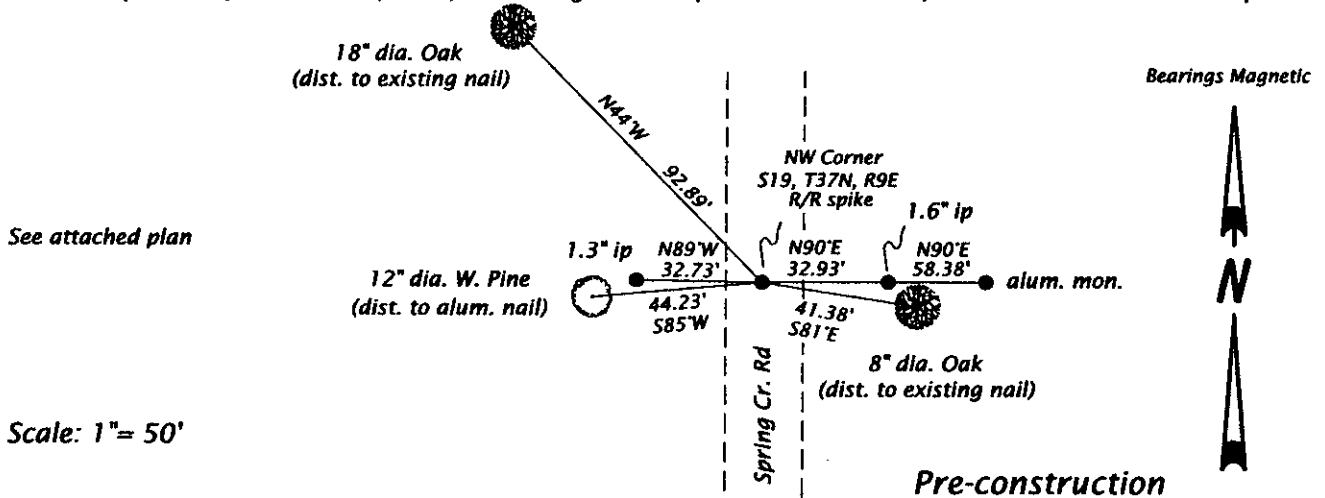 18" dia. Oak
(dist. to existing nail)
Bearings Magnetic
N44°W
92.89'
NW Corner
S19, T37N, R9E
R/R spike
1.6" ip
See attached plan
1.3" ip
N89°W
32.73'
N90°E
32.93'
N90°E
58.38'
alum. mon.
12" dia. W. Pine
(dist. to alum. nail)
44.23'
S85°W
41.38'
S81°E
N
8" dia. Oak
(dist. to existing nail)
Spring Cr. Rd
Scale: 1"= 50'
Pre-construction